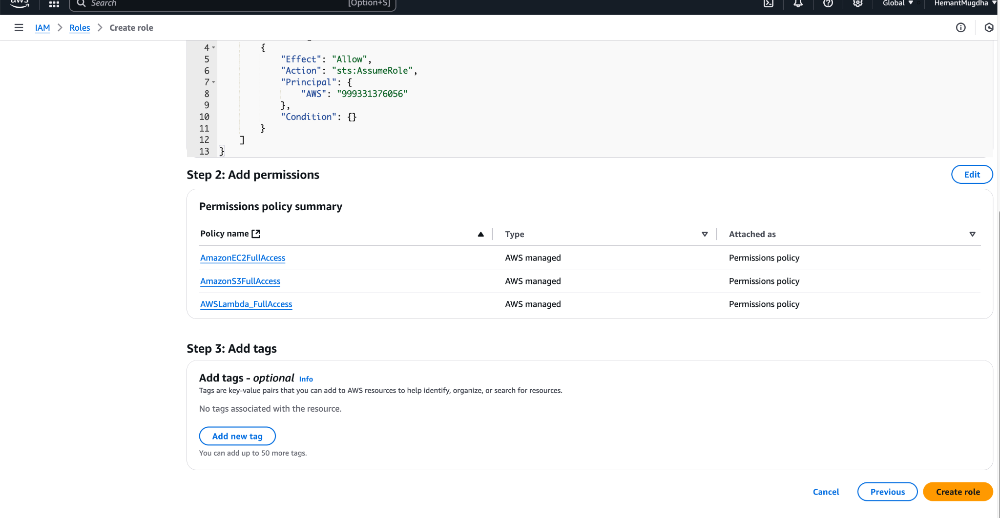 aws
Search [Option+S] Global HemantMugdha
IAM Roles Create role
4 {
5 "Effect": "Allow",
6 "Action": "sts:AssumeRole",
7 "Principal": {
8 "AWS": "999331376056"
9 },
10 "Condition": {}
11 }
12 ]
13 }
Step 2: Add permissions Edit
Permissions policy summary
Policy name Type Attached as
AmazonEC2FullAccess AWS managed Permissions policy
AmazonS3FullAccess AWS managed Permissions policy
AWSLambda_FullAccess AWS managed Permissions policy
Step 3: Add tags
Add tags - optional Info
Tags are key-value pairs that you can add to AWS resources to help identify, organize, or search for resources.
No tags associated with the resource.
Add new tag
You can add up to 50 more tags.
Cancel Previous Create role